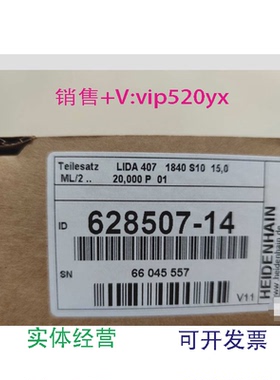 销售+V:vip520yx
Teilesatz LIDA 407 1840 S10 15,0
ML/2 .. 20,000 P 01
ID 628507-14
SN 66 045 557
V11
HEIDENHAIN
实体经营 可开发票